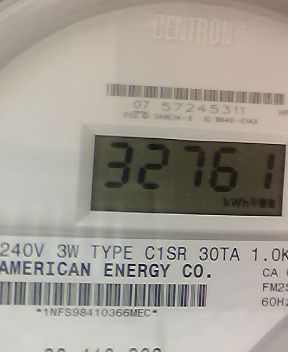 CENTRON
07 57245311
32761
kWh
240V 3W TYPE C1SR 30TA 1.0K
AMERICAN ENERGY CO.
CA
FM2S
60Hz
*1NFS98410366MEC*